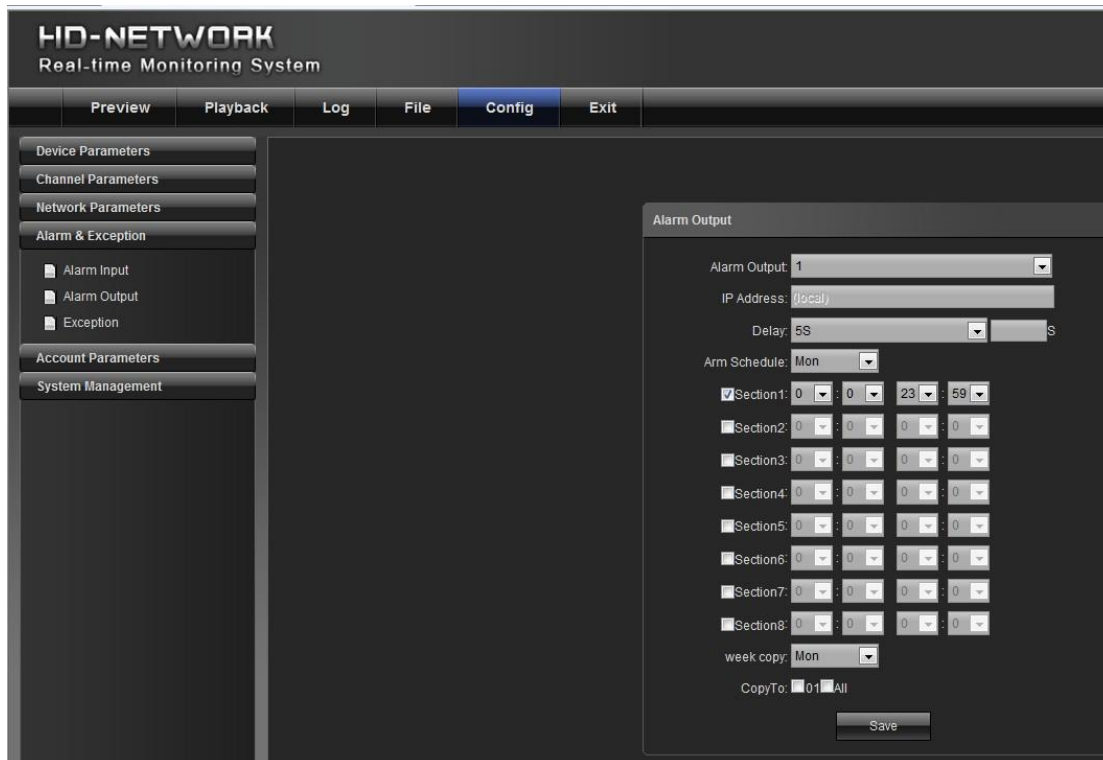 HD-NETWORK
Real-time Monitoring System
Preview Playback Log File Config Exit
Device Parameters
Channel Parameters
Network Parameters
Alarm & Exception
Alarm Input
Alarm Output
Exception
Account Parameters
System Management
Alarm Output
Alarm Output: 1
IP Address: (local)
Delay: 5S S
Arm Schedule: Mon
Section1: 0 : 0 23 : 59
Section2: 0 : 0 0 : 0
Section3: 0 : 0 0 : 0
Section4: 0 : 0 0 : 0
Section5: 0 : 0 0 : 0
Section6: 0 : 0 0 : 0
Section7: 0 : 0 0 : 0
Section8: 0 : 0 0 : 0
week copy: Mon
CopyTo: 01 All
Save